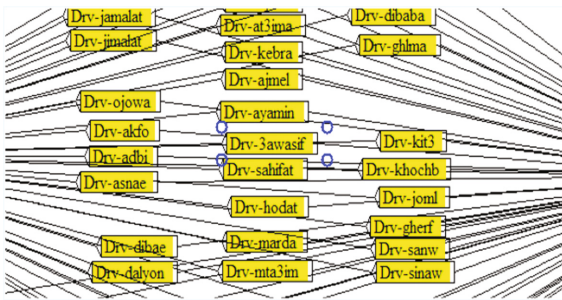 Drv-jamalat
Drv-at3ima
Drv-dibaba
Drv-jimalat
Drv-kebra
Drv-ghlma
Drv-ajmel
Drv-ojowa
Drv-ayamin
Drv-akfo
Drv-3awasif
Drv-kit3
Drv-adbi
Drv-sahifat
Drv-khochb
Drv-asnae
Drv-joml
Drv-hodat
Drv-gherf
Drv-dibae
Drv-marda
Drv-sanw
Drv-dalyon
Drv-mta3im
Drv-sinaw